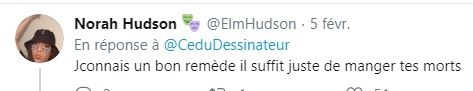 Norah Hudson @ElmHudson · 5 févr.
En réponse à @CeduDessinateur
Jconnais un bon remède il suffit juste de manger tes morts